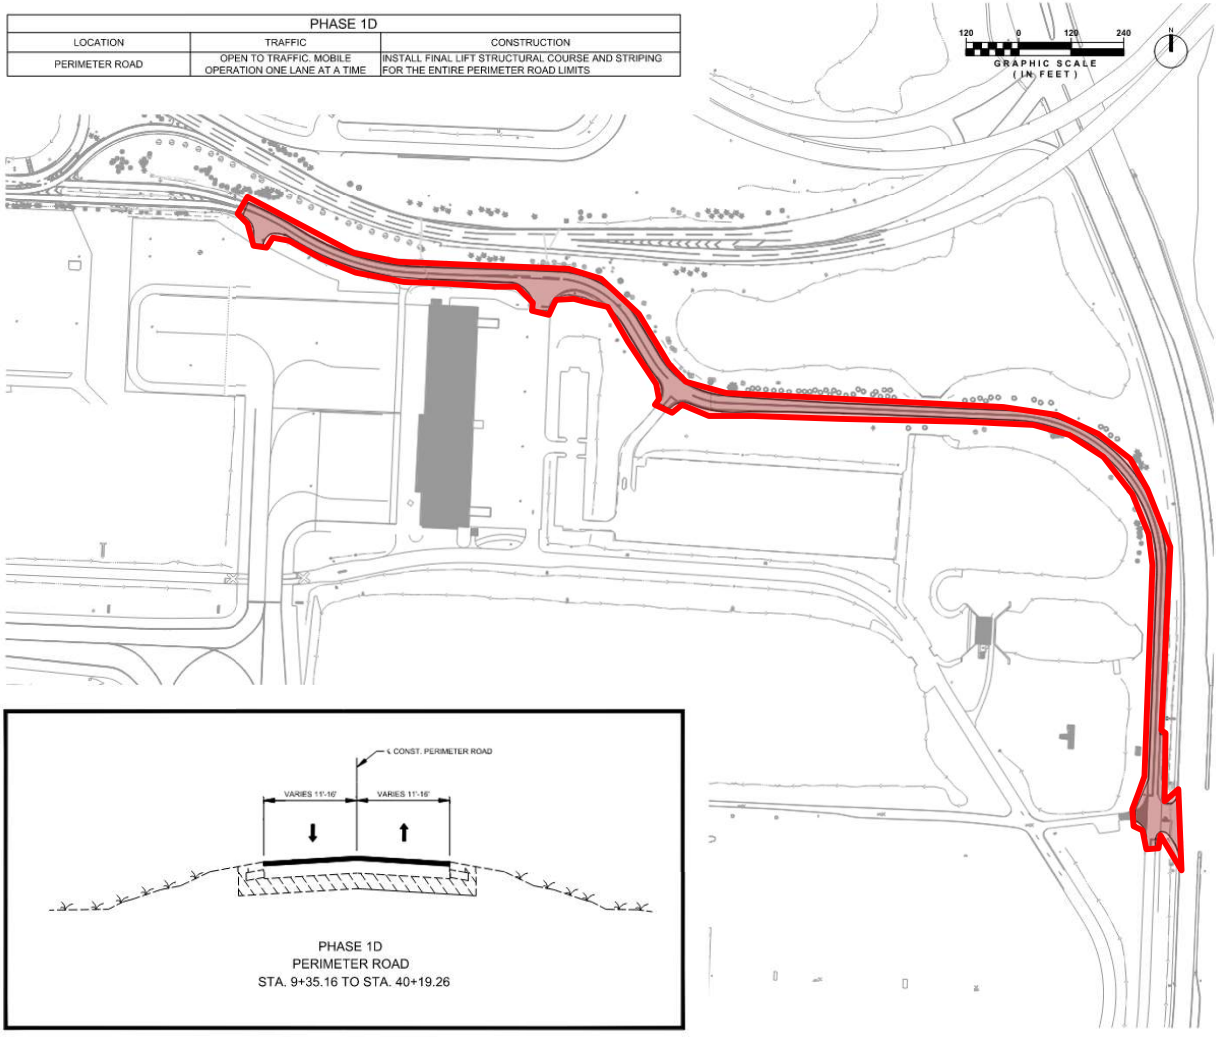 PHASE 1D
LOCATION TRAFFIC CONSTRUCTION
PERIMETER ROAD
OPEN TO TRAFFIC. MOBILE
OPERATION ONE LANE AT A TIME
INSTALL FINAL LIFT STRUCTURAL COURSE AND STRIPING
FOR THE ENTIRE PERIMETER ROAD LIMITS
120 0 120 240
GRAPHIC SCALE
( IN FEET )
N
℄ CONST. PERIMETER ROAD
VARIES 11'-16' VARIES 11'-16'
PHASE 1D
PERIMETER ROAD
STA. 9+35.16 TO STA. 40+19.26